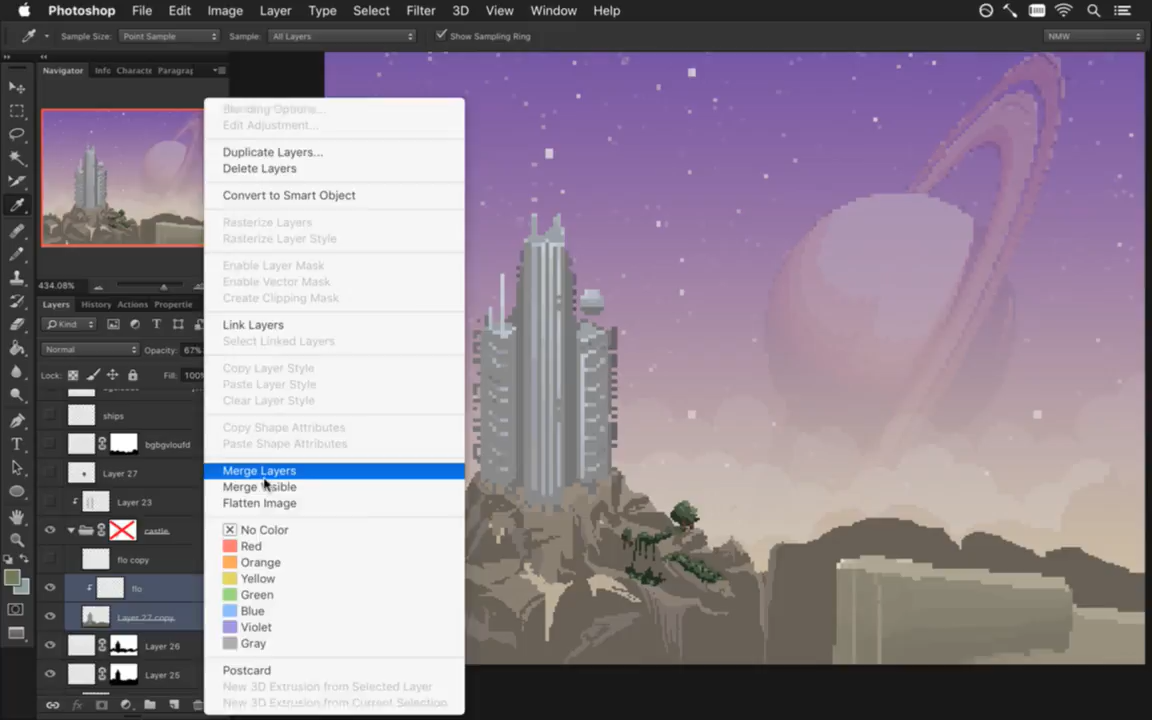 Photoshop File Edit Image Layer Type Select Filter 3D View Window Help
Sample Size: Point Sample Sample: All Layers Show Sampling Ring NMW
Navigator Info Characte Paragrap
434.08%
Layers History Actions Propertie
Kind
Normal Opacity: 67%
Lock: Fill: 100%
ships
bgbgvloufd
Layer 27
Layer 23
castle
flo copy
flo
Layer 27 copy
Layer 26
Layer 25
Blending Options...
Edit Adjustment...
Duplicate Layers...
Delete Layers
Convert to Smart Object
Rasterize Layers
Rasterize Layer Style
Enable Layer Mask
Enable Vector Mask
Create Clipping Mask
Link Layers
Select Linked Layers
Copy Layer Style
Paste Layer Style
Clear Layer Style
Copy Shape Attributes
Paste Shape Attributes
Merge Layers
Merge Visible
Flatten Image
No Color
Red
Orange
Yellow
Green
Blue
Violet
Gray
Postcard
New 3D Extrusion from Selected Layer
New 3D Extrusion from Current Selection